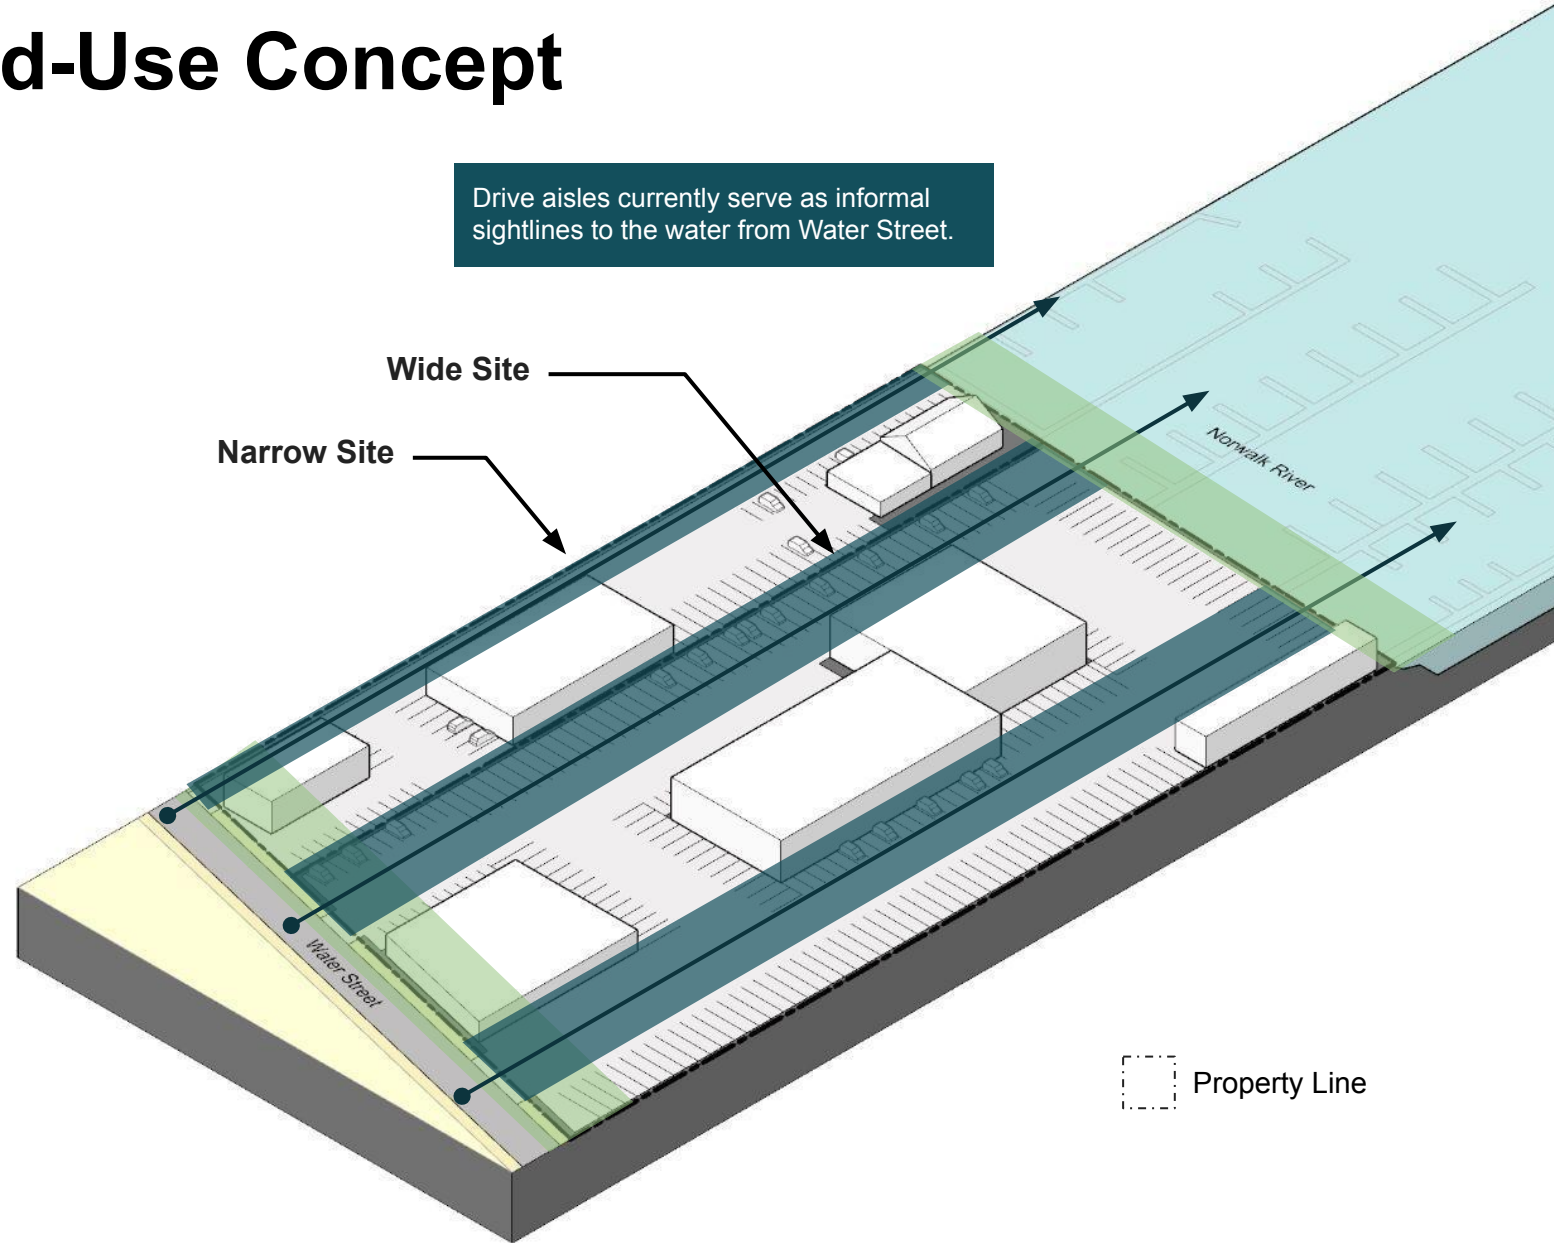 d-Use Concept
Drive aisles currently serve as informal
sightlines to the water from Water Street.
Wide Site
Narrow Site
Norwalk River
Water Street
Property Line